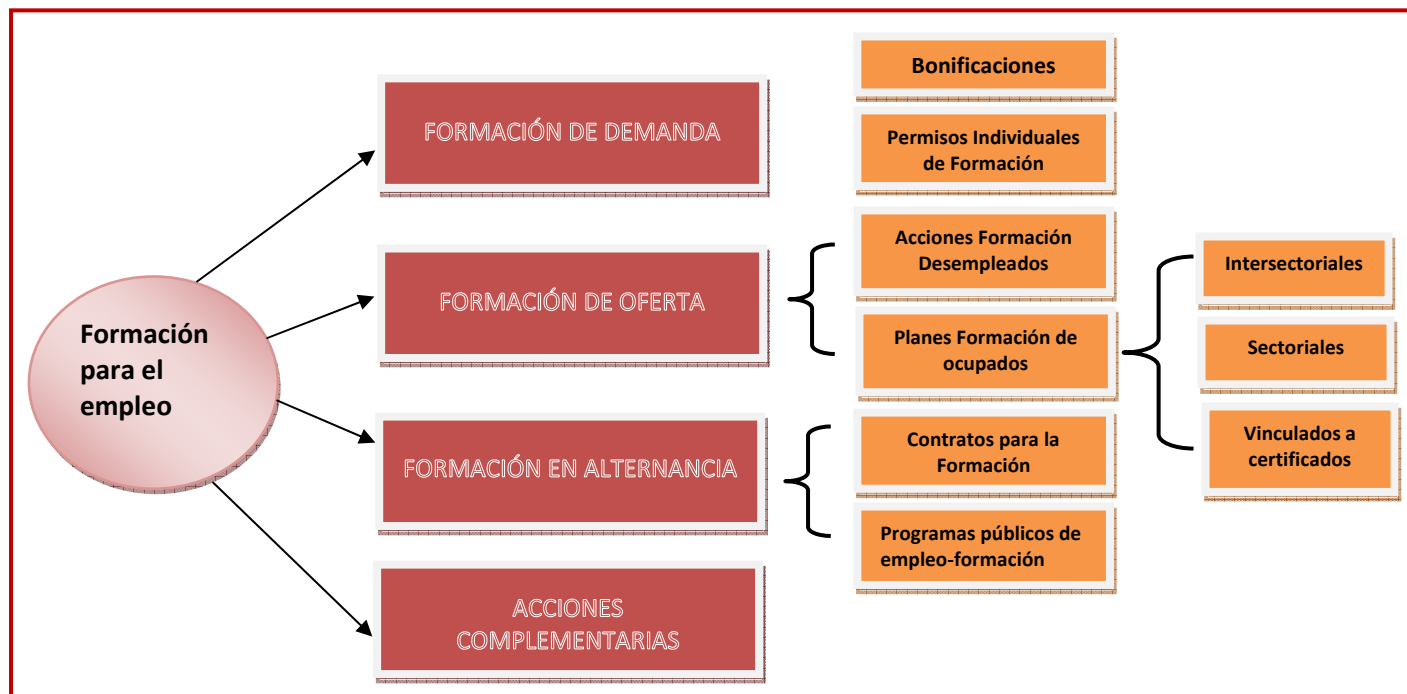 Formación
para el
empleo
FORMACIÓN DE DEMANDA
Bonificaciones
Permisos Individuales
de Formación
FORMACIÓN DE OFERTA
Acciones Formación
Desempleados
Planes Formación de
ocupados
Intersectoriales
Sectoriales
Vinculados a
certificados
FORMACIÓN EN ALTERNANCIA
Contratos para la
Formación
Programas públicos de
empleo-formación
ACCIONES
COMPLEMENTARIAS